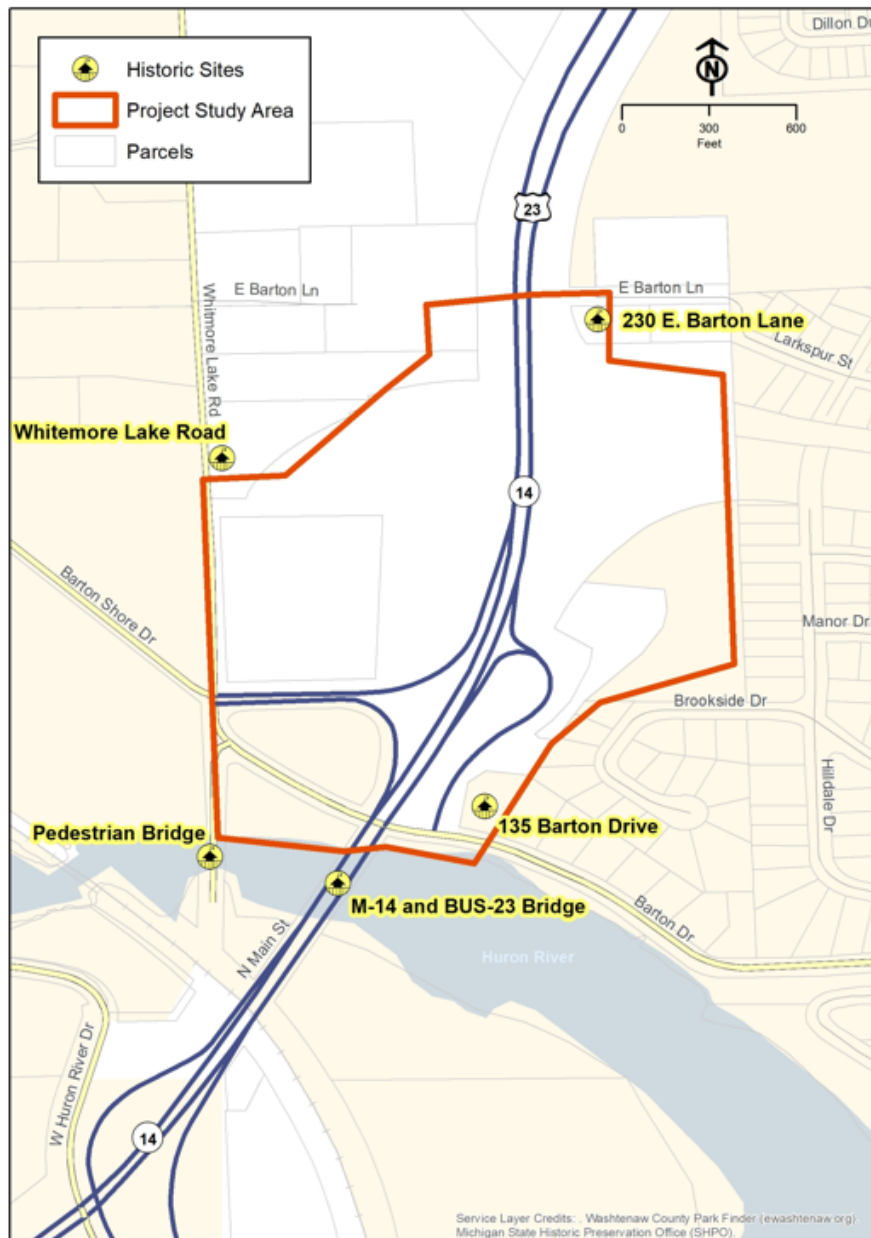 Dillon Dr
Historic Sites
Project Study Area
Parcels
N
0 300 600
Feet
23
E Barton Ln
E Barton Ln
230 E. Barton Lane
Larkspur St
Whitmore Lake Rd
Whitemore Lake Road
14
Barton Shore Dr
Manor Dr
Brookside Dr
Hilldale Dr
135 Barton Drive
Pedestrian Bridge
M-14 and BUS-23 Bridge
Barton Dr
N Main St
Huron River
W Huron River Dr
14
Service Layer Credits: . Washtenaw County Park Finder (ewashtenaw.org).
Michigan State Historic Preservation Office (SHPO).